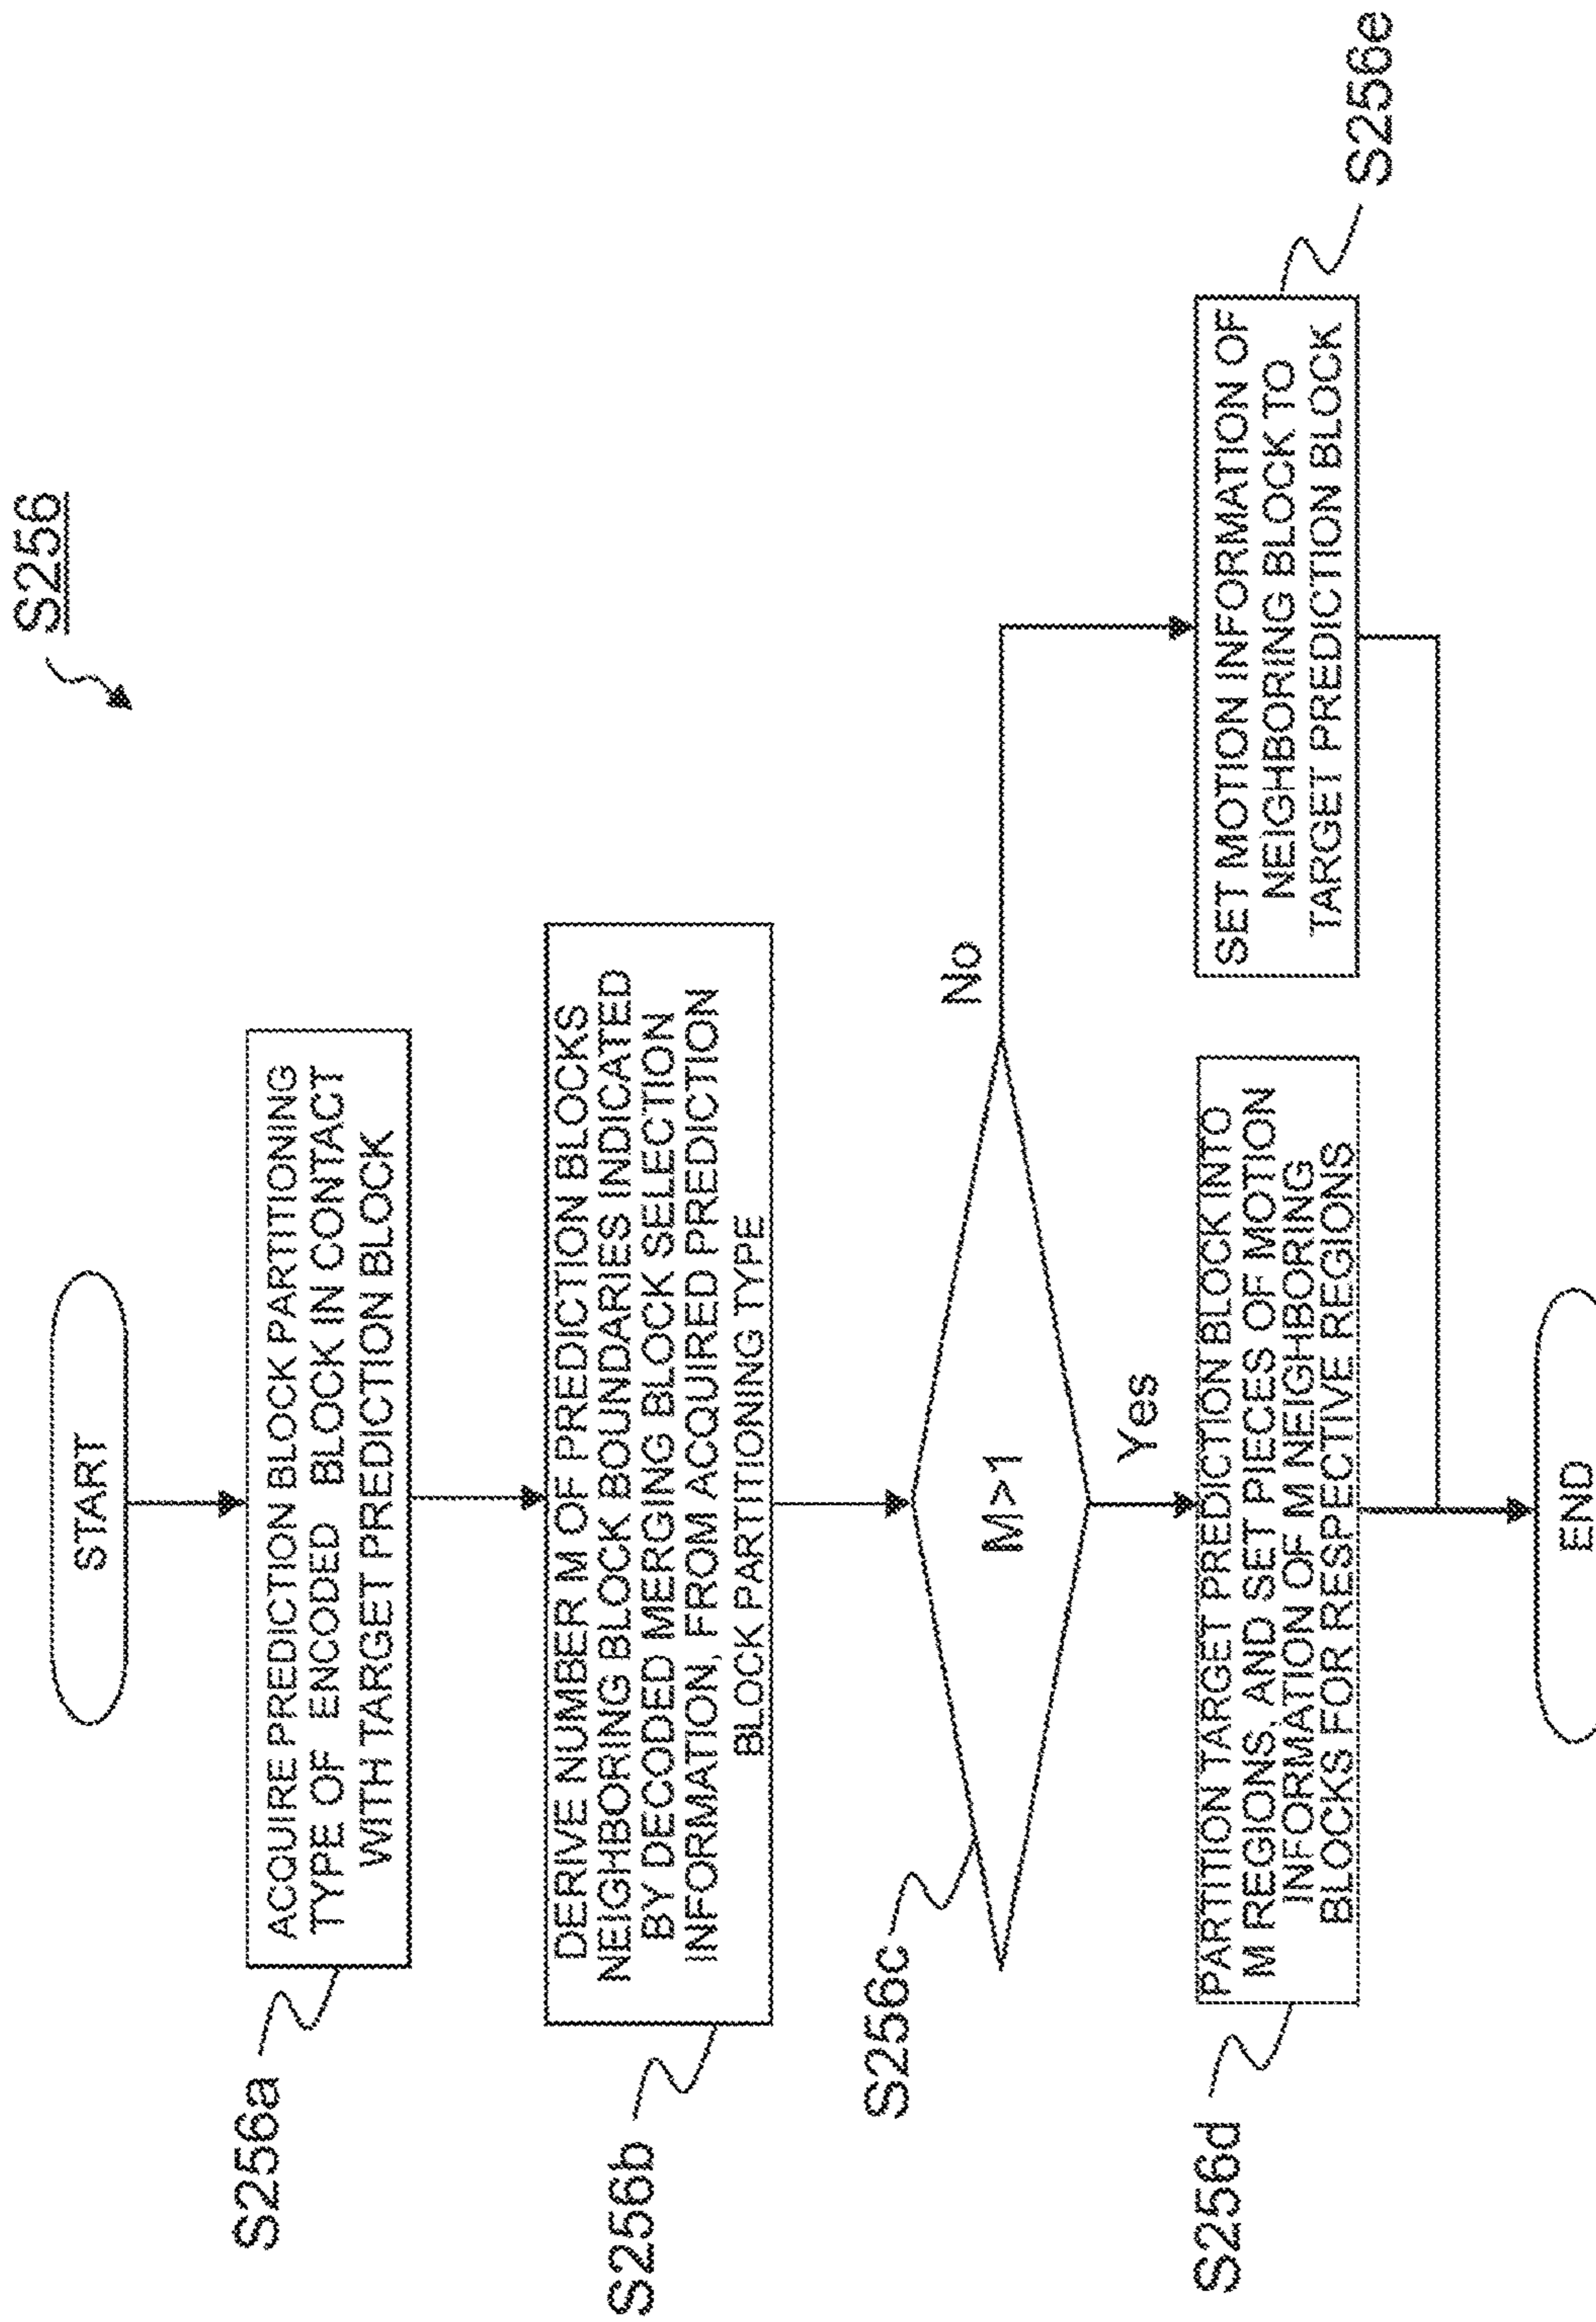 S256
START
S256a
ACQUIRE PREDICTION BLOCK PARTITIONING
TYPE OF ENCODED BLOCK IN CONTACT
WITH TARGET PREDICTION BLOCK
S256b
DERIVE NUMBER M OF PREDICTION BLOCKS
NEIGHBORING BLOCK BOUNDARIES INDICATED
BY DECODED MERGING BLOCK SELECTION
INFORMATION, FROM ACQUIRED PREDICTION
BLOCK PARTITIONING TYPE
S256c
M>1
No
Yes
S256d
PARTITION TARGET PREDICTION BLOCK INTO
M REGIONS, AND SET PIECES OF MOTION
INFORMATION OF M NEIGHBORING
BLOCKS FOR RESPECTIVE REGIONS
SET MOTION INFORMATION OF
NEIGHBORING BLOCK TO
TARGET PREDICTION BLOCK
S256e
END